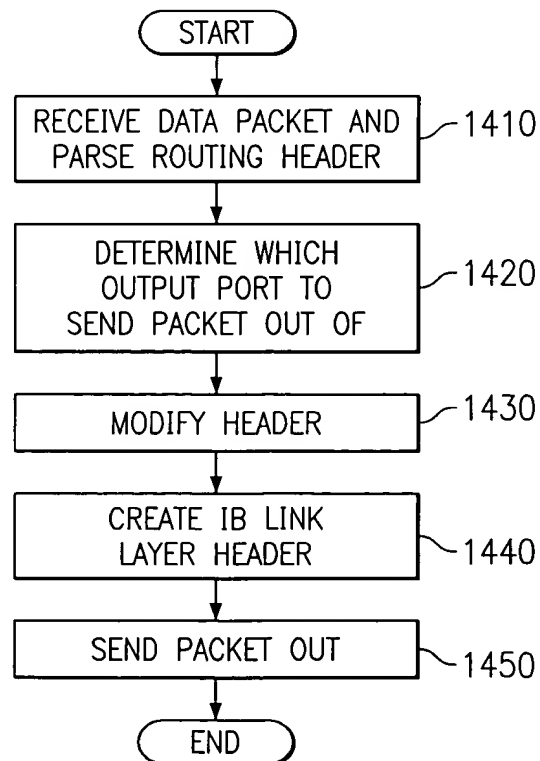 START
RECEIVE DATA PACKET AND
PARSE ROUTING HEADER
1410
DETERMINE WHICH
OUTPUT PORT TO
SEND PACKET OUT OF
1420
MODIFY HEADER
1430
CREATE IB LINK
LAYER HEADER
1440
SEND PACKET OUT
1450
END